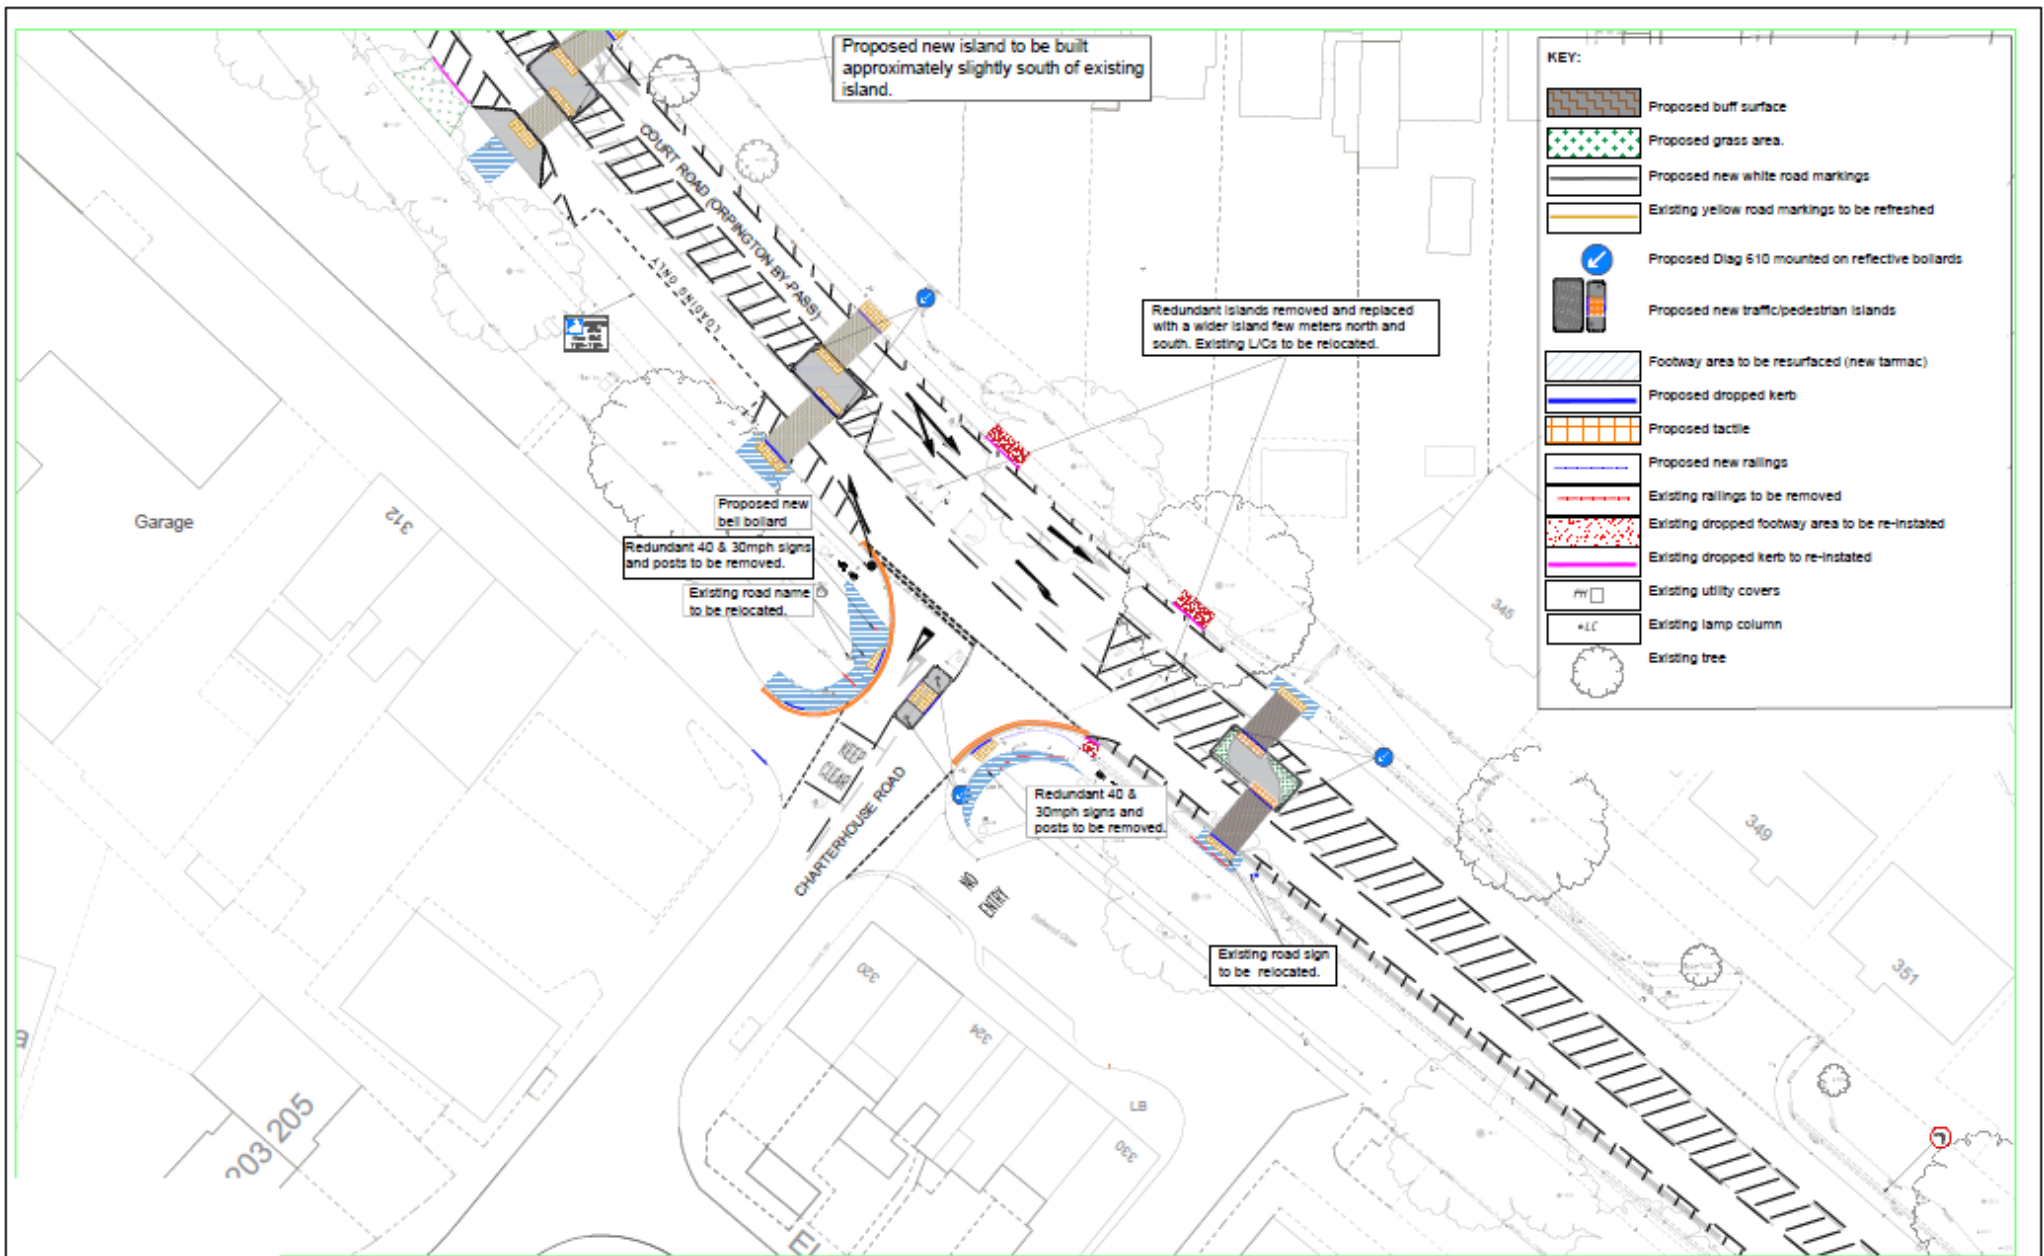 Proposed new island to be built
approximately slightly south of existing
island.
KEY:
Proposed buff surface
Proposed grass area.
Proposed new white road markings
Existing yellow road markings to be refreshed
Proposed Diag 610 mounted on reflective bollards
Proposed new traffic/pedestrian islands
Footway area to be resurfaced (new tarmac)
Proposed dropped kerb
Proposed tactile
Proposed new railings
Existing railings to be removed
Existing dropped footway area to be re-instated
Existing dropped kerb to re-instated
Existing utility covers
LC
Existing lamp column
Existing tree
COURT ROAD (ORPINGTON BY-PASS)
LOADING ONLY
Redundant islands removed and replaced
with a wider island few meters north and
south. Existing L/Cs to be relocated.
Garage
312
Proposed new
bell bollard
Redundant 40 & 30mph signs
and posts to be removed.
Existing road name
to be relocated.
345
KEEP
CLEAR
CHARTERHOUSE ROAD
Redundant 40 &
30mph signs and
posts to be removed.
NO
ENTRY
349
351
Existing road sign
to be relocated.
320
324
330
LB
203
205